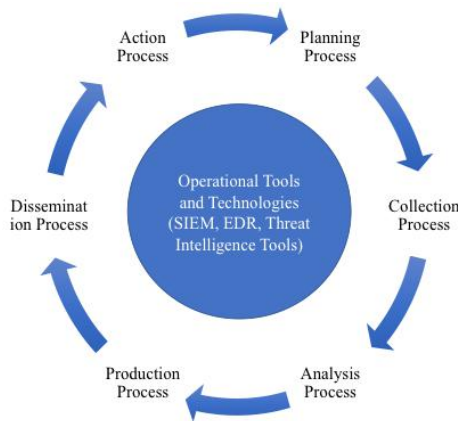 Action
Process
Planning
Process
Operational Tools
and Technologies
(SIEM, EDR, Threat
Intelligence Tools)
Disseminat
ion Process
Collection
Process
Production
Process
Analysis
Process